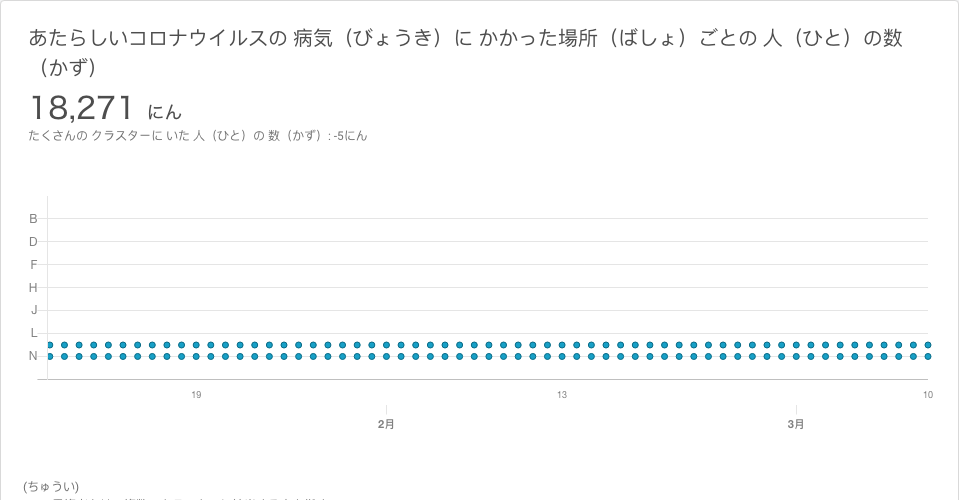 あたらしいコロナウイルスの 病気（びょうき）に かかった場所（ばしょ）ごとの 人（ひと）の数
（かず）
18,271 にん
たくさんの クラスターに いた 人（ひと）の 数（かず）: -5にん
B
D
F
H
J
L
N
19
13
10
2月
3月
(ちゅうい)